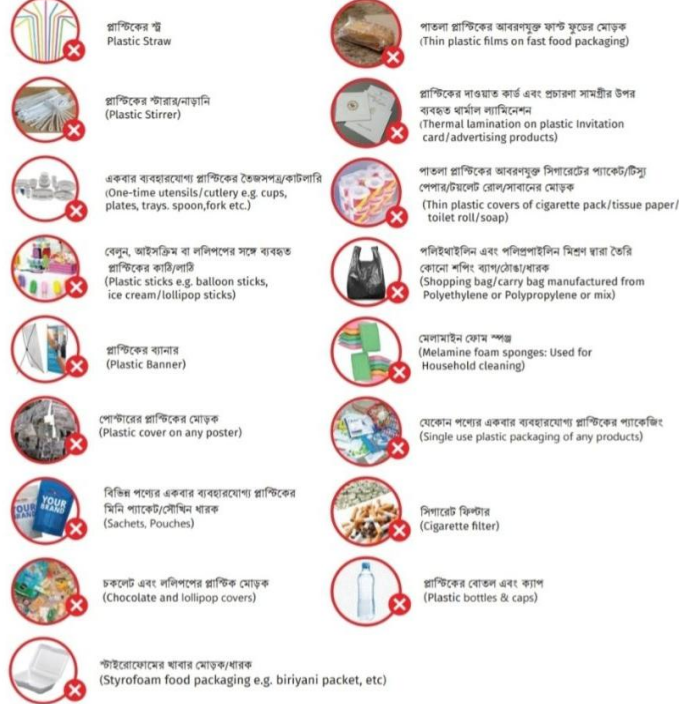 প্লাস্টিকের স্ট্র
Plastic Straw
প্লাস্টিকের স্টারার/নাড়ানি
(Plastic Stirrer)
একবার ব্যবহারযোগ্য প্লাস্টিকের তৈজসপত্র/কাটলারি
(One-time utensils/cutlery e.g. cups,
plates, trays. spoon,fork etc.)
বেলুন, আইসক্রিম বা ললিপপের সঙ্গে ব্যবহৃত
প্লাস্টিকের কাঠি/লাঠি
(Plastic sticks e.g. balloon sticks,
ice cream/lollipop sticks)
প্লাস্টিকের ব্যানার
(Plastic Banner)
পোস্টারের প্লাস্টিকের মোড়ক
(Plastic cover on any poster)
YOUR
BRAND
YOUR
BRAND
বিভিন্ন পণ্যের একবার ব্যবহারযোগ্য প্লাস্টিকের
মিনি প্যাকেট/সৌখিন ধারক
(Sachets, Pouches)
চকলেট এবং ললিপপের প্লাস্টিক মোড়ক
(Chocolate and lollipop covers)
স্টাইরোফোমের খাবার মোড়ক/ধারক
(Styrofoam food packaging e.g. biriyani packet, etc)
পাতলা প্লাস্টিকের আবরণযুক্ত ফাস্ট ফুডের মোড়ক
(Thin plastic films on fast food packaging)
প্লাস্টিকের দাওয়াত কার্ড এবং প্রচারণা সামগ্রীর উপর
ব্যবহৃত থার্মাল ল্যামিনেশন
(Thermal lamination on plastic Invitation
card/advertising products)
পাতলা প্লাস্টিকের আবরণযুক্ত সিগারেটের প্যাকেট/টিস্যু
পেপার/টয়লেট রোল/সাবানের মোড়ক
(Thin plastic covers of cigarette pack/tissue paper/
toilet roll/soap)
পলিইথাইলিন এবং পলিপ্রপাইলিন মিশ্রণ দ্বারা তৈরি
কোনো শপিং ব্যাগ/ঠোঙা/ধারক
(Shopping bag/carry bag manufactured from
Polyethylene or Polypropylene or mix)
মেলামাইন ফোম স্পঞ্জ
(Melamine foam sponges: Used for
Household cleaning)
যেকোন পণ্যের একবার ব্যবহারযোগ্য প্লাস্টিকের প্যাকেজিং
(Single use plastic packaging of any products)
সিগারেট ফিল্টার
(Cigarette filter)
প্লাস্টিকের বোতল এবং ক্যাপ
(Plastic bottles & caps)